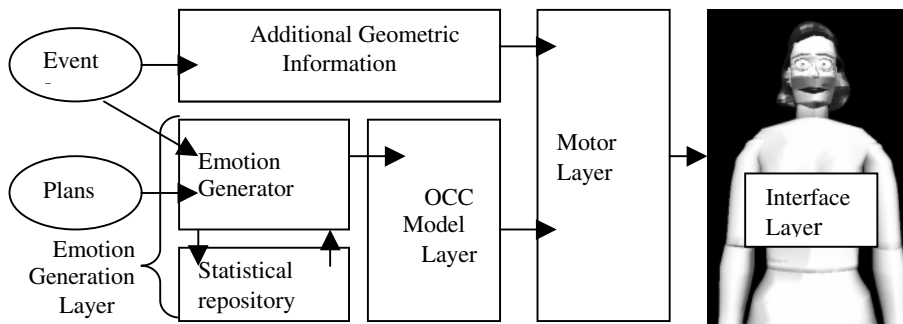 Event
Additional Geometric
Information
Emotion
Generator
Plans
Emotion
Generation
Layer
Statistical
repository
OCC
Model
Layer
Motor
Layer
Interface
Layer